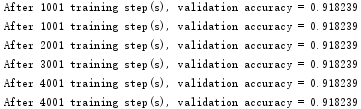 After 1001 training step(s), validation accuracy = 0.918239
After 1001 training step(s), validation accuracy = 0.918239
After 2001 training step(s), validation accuracy = 0.918239
After 3001 training step(s), validation accuracy = 0.918239
After 4001 training step(s), validation accuracy = 0.918239
After 4001 training step(s), validation accuracy = 0.918239